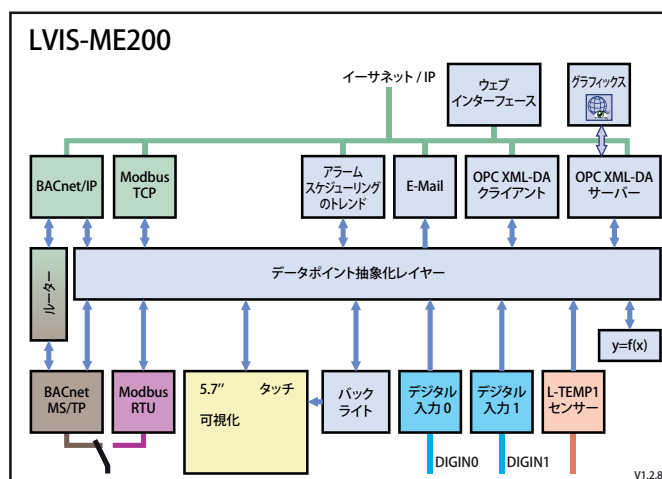 LVIS-ME200
イーサネット / IP
ウェブ
インターフェース
グラフィックス
BACnet/IP
Modbus
TCP
アラーム
スケジューリング
のトレンド
E-Mail
OPC XML-DA
クライアント
OPC XML-DA
サーバー
ルーター
データポイント抽象化レイヤー
y=f(x)
BACnet
MS/TP
Modbus
RTU
5.7’’ タッチ
可視化
バック
ライト
デジタル
入力 0
デジタル
入力 1
L-TEMP1
センサー
DIGIN0
DIGIN1
V1.2.8